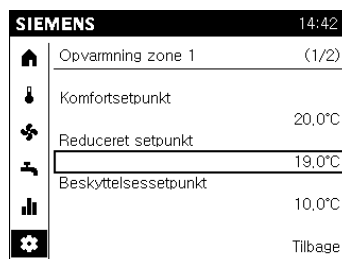 SIEMENS 14:42
Opvarmning zone 1 (1/2)
Komfortsetpunkt
20,0°C
Reduceret setpunkt
19,0°C
Beskyttelsessetpunkt
10,0°C
Tilbage